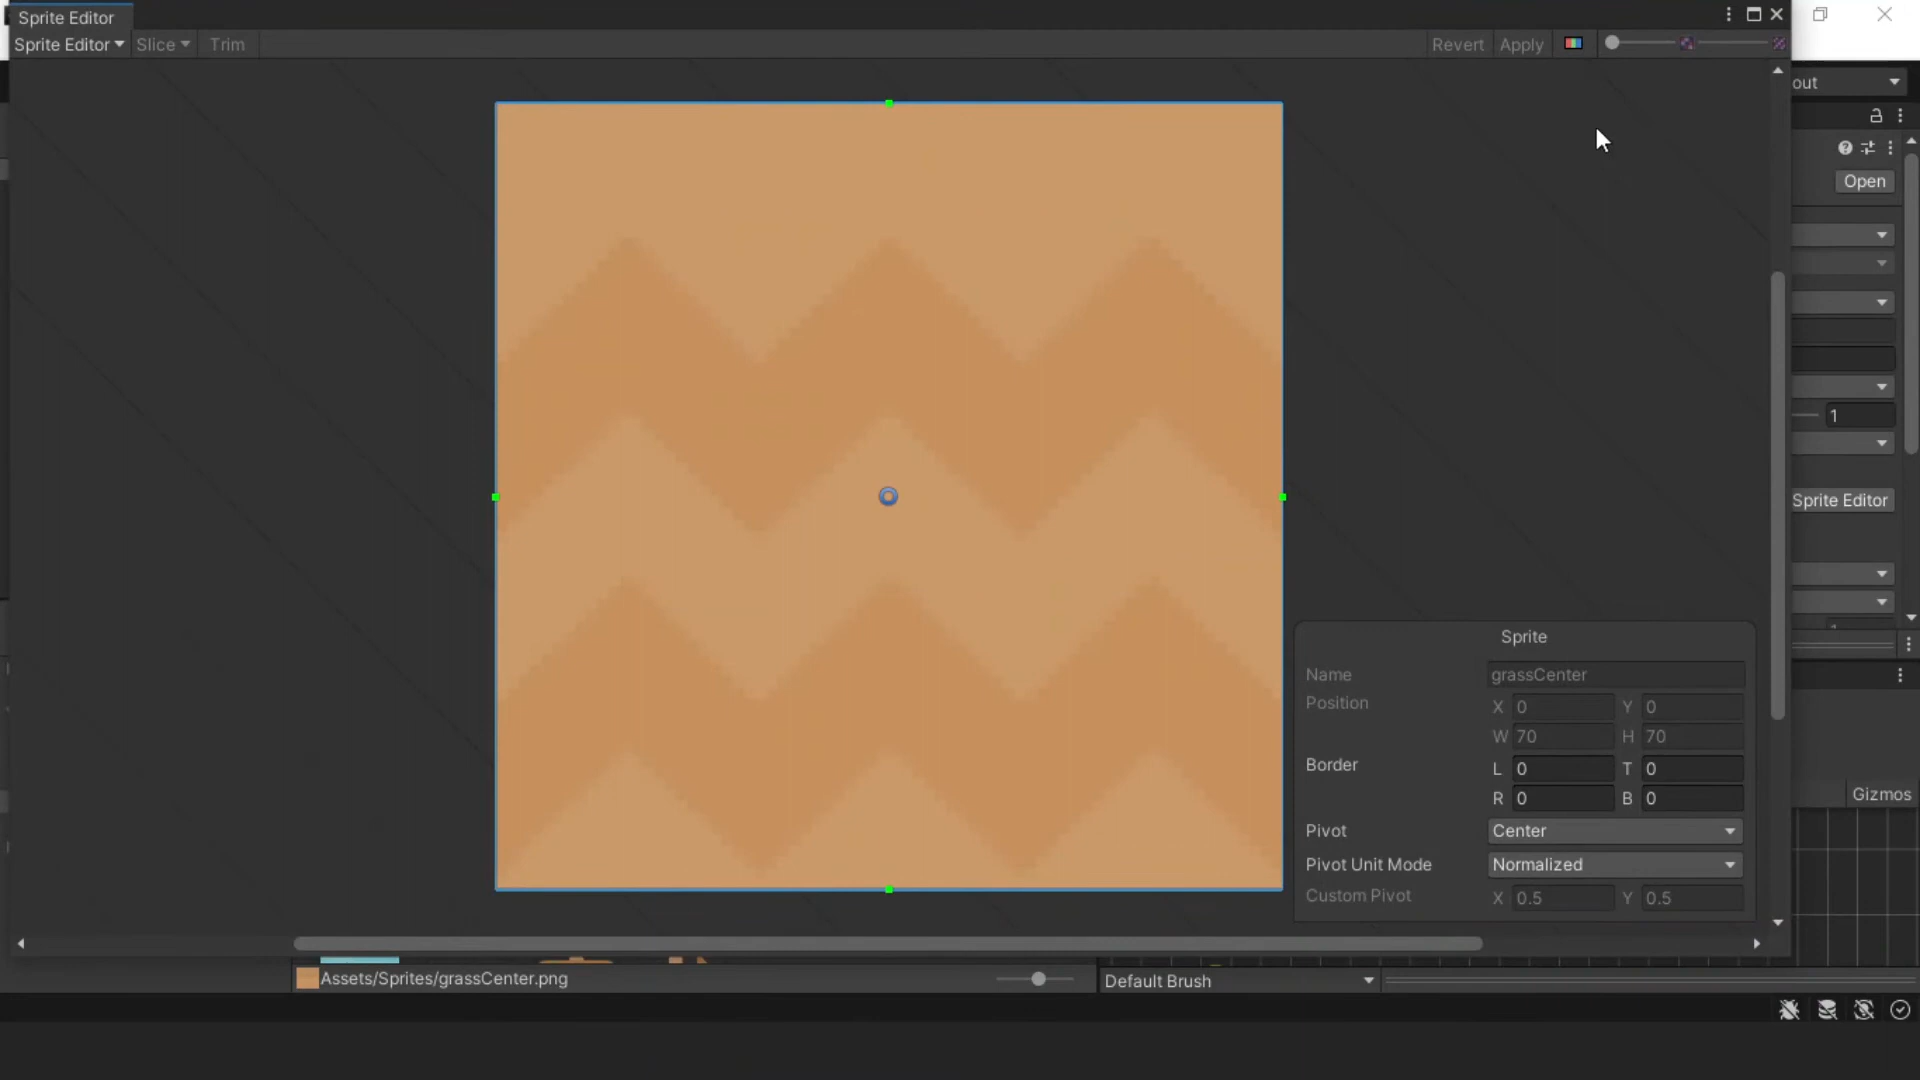 Sprite Editor
Sprite Editor Slice Trim Revert Apply
out
Open
1
Sprite Editor
Sprite
Name grassCenter
Position X 0 Y 0
W 70 H 70
Border L 0 T 0
R 0 B 0
Pivot Center
Pivot Unit Mode Normalized
Custom Pivot X 0.5 Y 0.5
Gizmos
Assets/Sprites/grassCenter.png
Default Brush